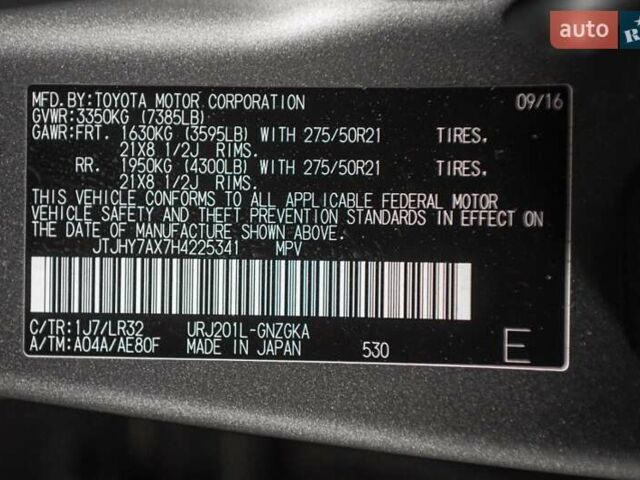 auto R
MFD.BY:TOYOTA MOTOR CORPORATION 09/16
GVWR:3350KG (7385LB)
GAWR:FRT. 1630KG (3595LB) WITH 275/50R21 TIRES.
21X8 1/2J RIMS.
RR. 1950KG (4300LB) WITH 275/50R21 TIRES.
21X8 1/2J RIMS.
THIS VEHICLE CONFORMS TO ALL APPLICABLE FEDERAL MOTOR
VEHICLE SAFETY AND THEFT PREVENTION STANDARDS IN EFFECT ON
THE DATE OF MANUFACTURE SHOWN ABOVE.
JTJHY7AX7H4225341 MPV
C/TR:1J7/LR32 URJ201L-GNZGKA
A/TM:A04A/AE80F MADE IN JAPAN 530 E